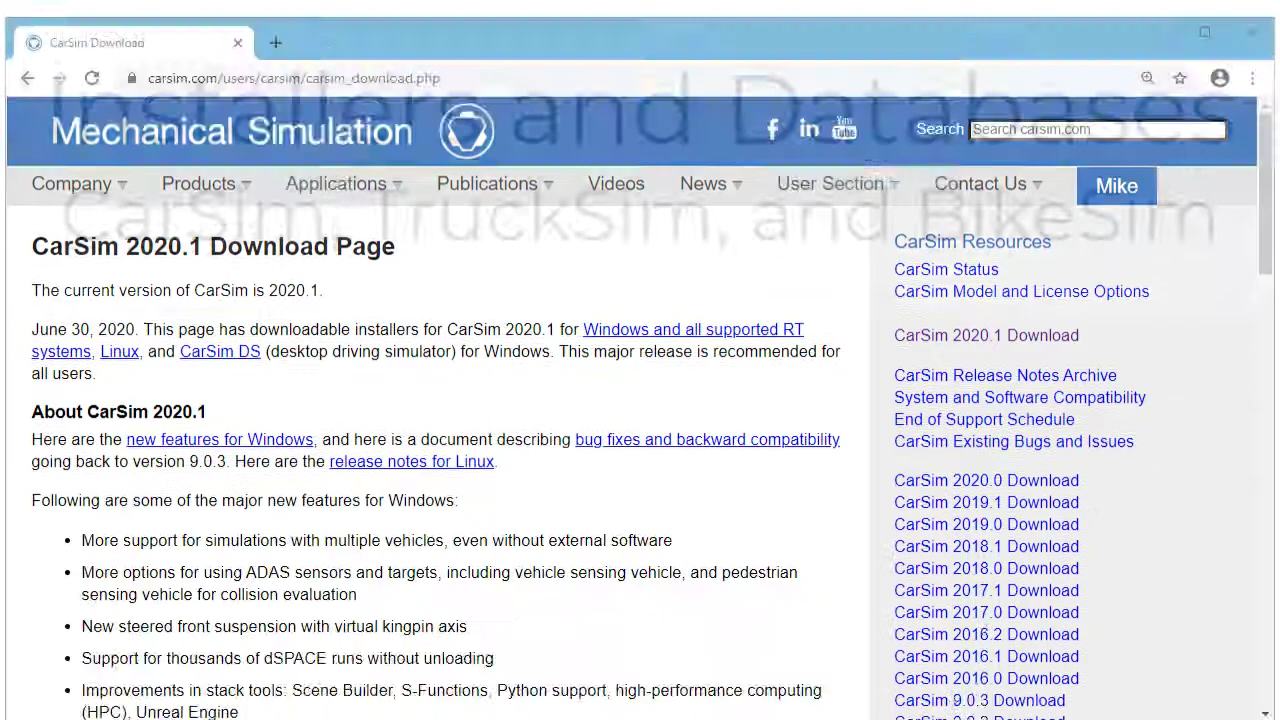 CarSim Download
carsim.com/users/carsim/carsim_download.php
Installers and Databases
Mechanical Simulation
f in You Tube Search Search carsim.com
Company Products Applications Publications Videos News User Section Contact Us Mike
CarSim, TruckSim, and BikeSim
CarSim 2020.1 Download Page
The current version of CarSim is 2020.1.
June 30, 2020. This page has downloadable installers for CarSim 2020.1 for Windows and all supported RT
systems, Linux, and CarSim DS (desktop driving simulator) for Windows. This major release is recommended for
all users.
About CarSim 2020.1
Here are the new features for Windows, and here is a document describing bug fixes and backward compatibility
going back to version 9.0.3. Here are the release notes for Linux.
Following are some of the major new features for Windows:
• More support for simulations with multiple vehicles, even without external software
• More options for using ADAS sensors and targets, including vehicle sensing vehicle, and pedestrian
sensing vehicle for collision evaluation
• New steered front suspension with virtual kingpin axis
• Support for thousands of dSPACE runs without unloading
• Improvements in stack tools: Scene Builder, S-Functions, Python support, high-performance computing
(HPC), Unreal Engine
CarSim Resources
CarSim Status
CarSim Model and License Options
CarSim 2020.1 Download
CarSim Release Notes Archive
System and Software Compatibility
End of Support Schedule
CarSim Existing Bugs and Issues
CarSim 2020.0 Download
CarSim 2019.1 Download
CarSim 2019.0 Download
CarSim 2018.1 Download
CarSim 2018.0 Download
CarSim 2017.1 Download
CarSim 2017.0 Download
CarSim 2016.2 Download
CarSim 2016.1 Download
CarSim 2016.0 Download
CarSim 9.0.3 Download